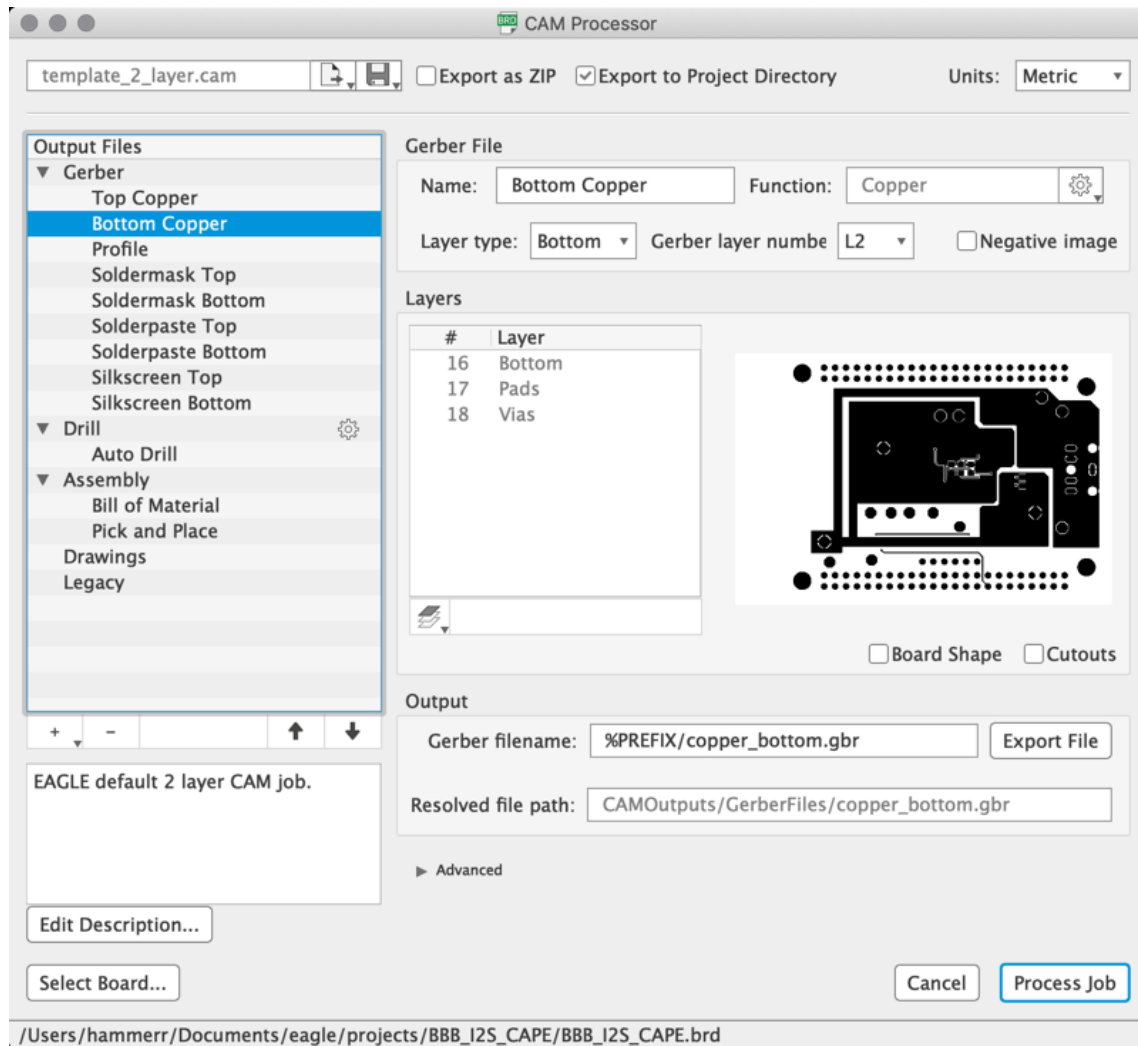 BRD CAM Processor
template_2_layer.cam Export as ZIP Export to Project Directory Units: Metric
Output Files
Gerber
Top Copper
Bottom Copper
Profile
Soldermask Top
Soldermask Bottom
Solderpaste Top
Solderpaste Bottom
Silkscreen Top
Silkscreen Bottom
Drill
Auto Drill
Assembly
Bill of Material
Pick and Place
Drawings
Legacy
+ -
EAGLE default 2 layer CAM job.
Edit Description...
Select Board...
Gerber File
Name: Bottom Copper Function: Copper
Layer type: Bottom Gerber layer numbe L2 Negative image
Layers
# Layer
16 Bottom
17 Pads
18 Vias
Board Shape Cutouts
Output
Gerber filename: %PREFIX/copper_bottom.gbr Export File
Resolved file path: CAMOutputs/GerberFiles/copper_bottom.gbr
Advanced
Cancel Process Job
/Users/hammerr/Documents/eagle/projects/BBB_I2S_CAPE/BBB_I2S_CAPE.brd